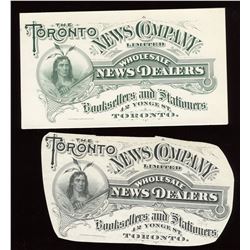 THE
TORONTO
NEWS COMPANY
LIMITED
WHOLESALE
NEWS DEALERS
Booksellers and Stationers
42 YONGE ST
TORONTO.
THE
TORONTO
NEWS COMPANY
LIMITED
WHOLESALE
NEWS DEALERS
Booksellers and Stationers
42 YONGE ST
TORONTO.